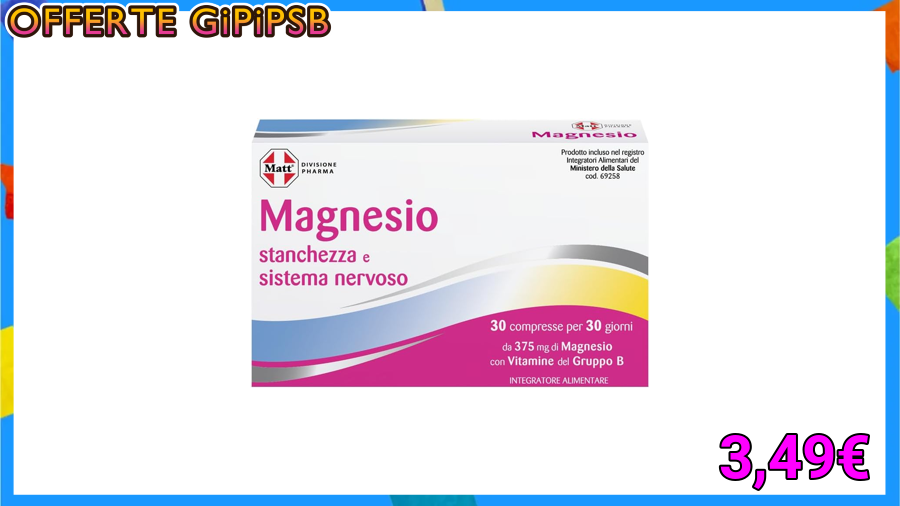 OFFERTE GiPiPSB
Matt
Magnesio
Prodotto incluso nel registro
Integratori Alimentari del
Ministero della Salute
cod. 69258
Matt
DIVISIONE
PHARMA
Magnesio
stanchezza e
sistema nervoso
30 compresse per 30 giorni
da 375 mg di Magnesio
con Vitamine del Gruppo B
INTEGRATORE ALIMENTARE
3,49€